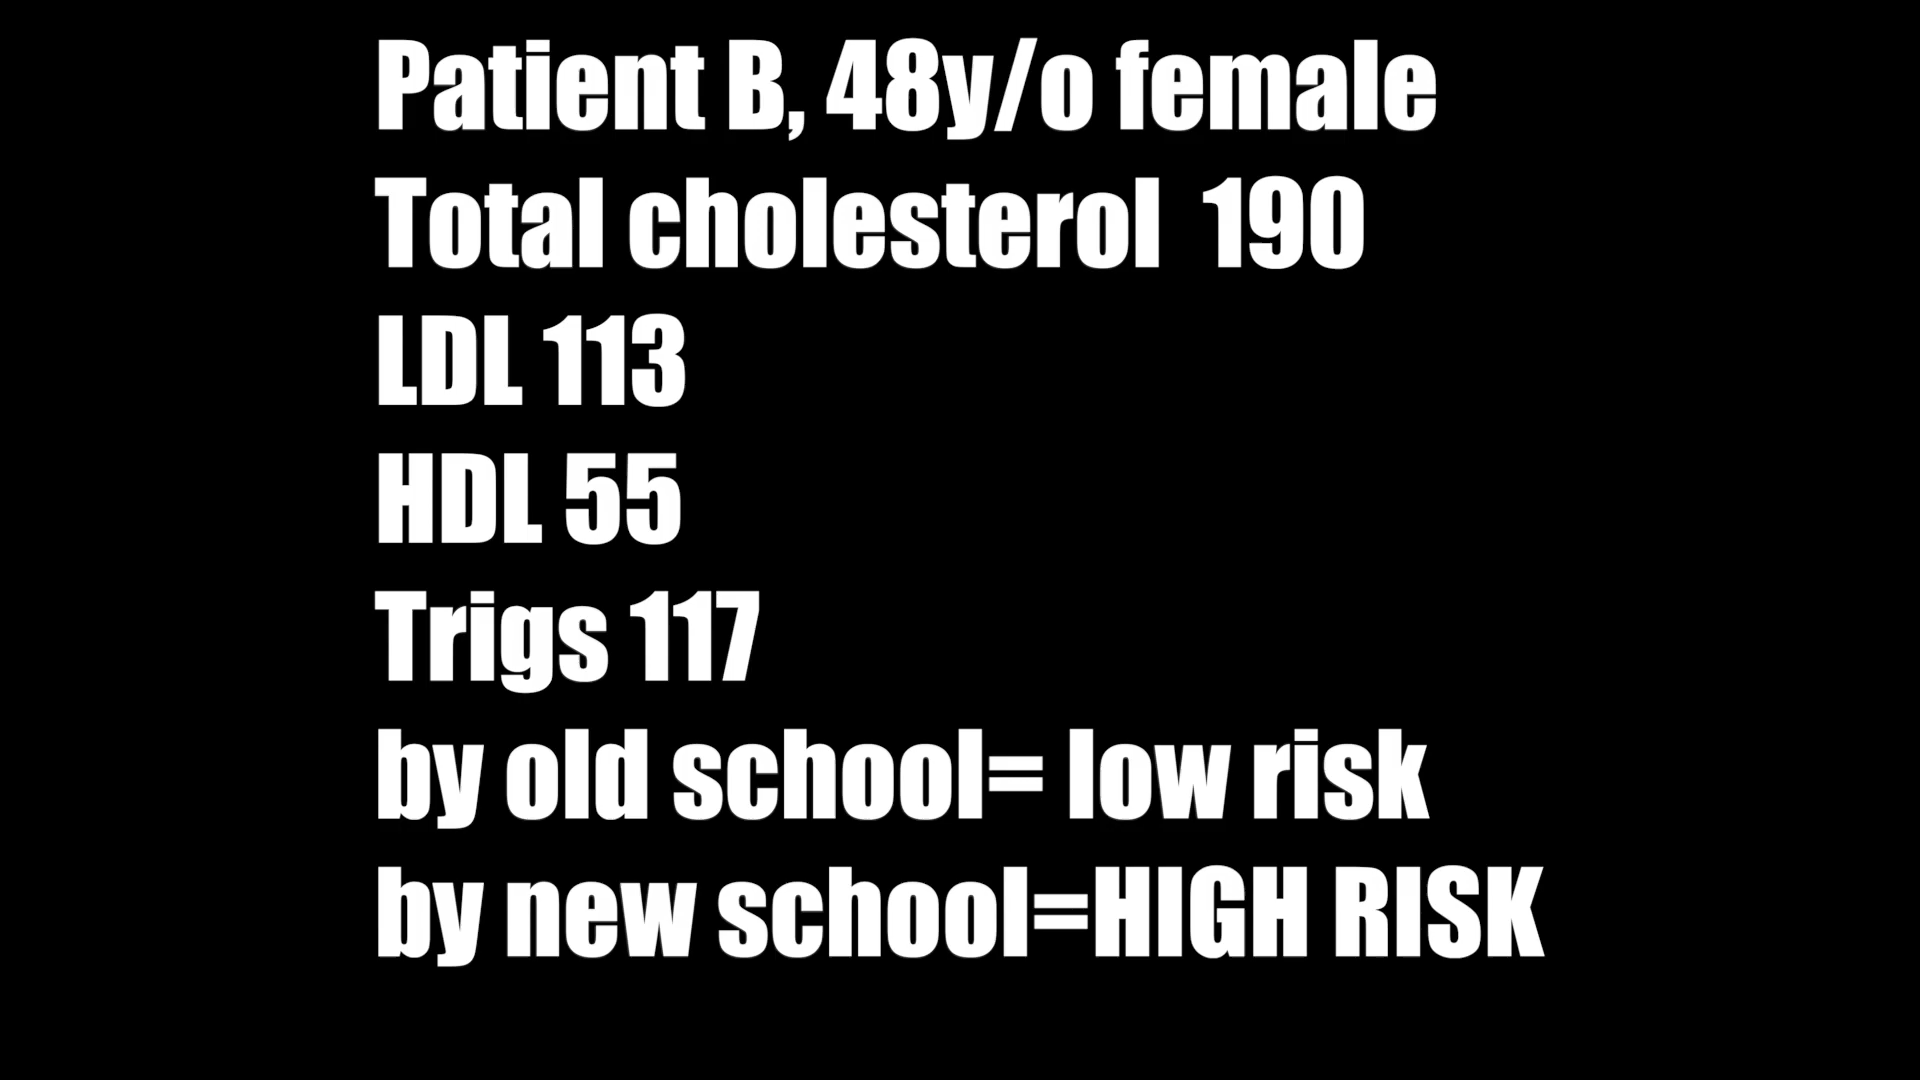 Patient B, 48y/o female
Total cholesterol  190
LDL 113
HDL 55
Trigs 117
by old school= low risk
by new school=HIGH RISK